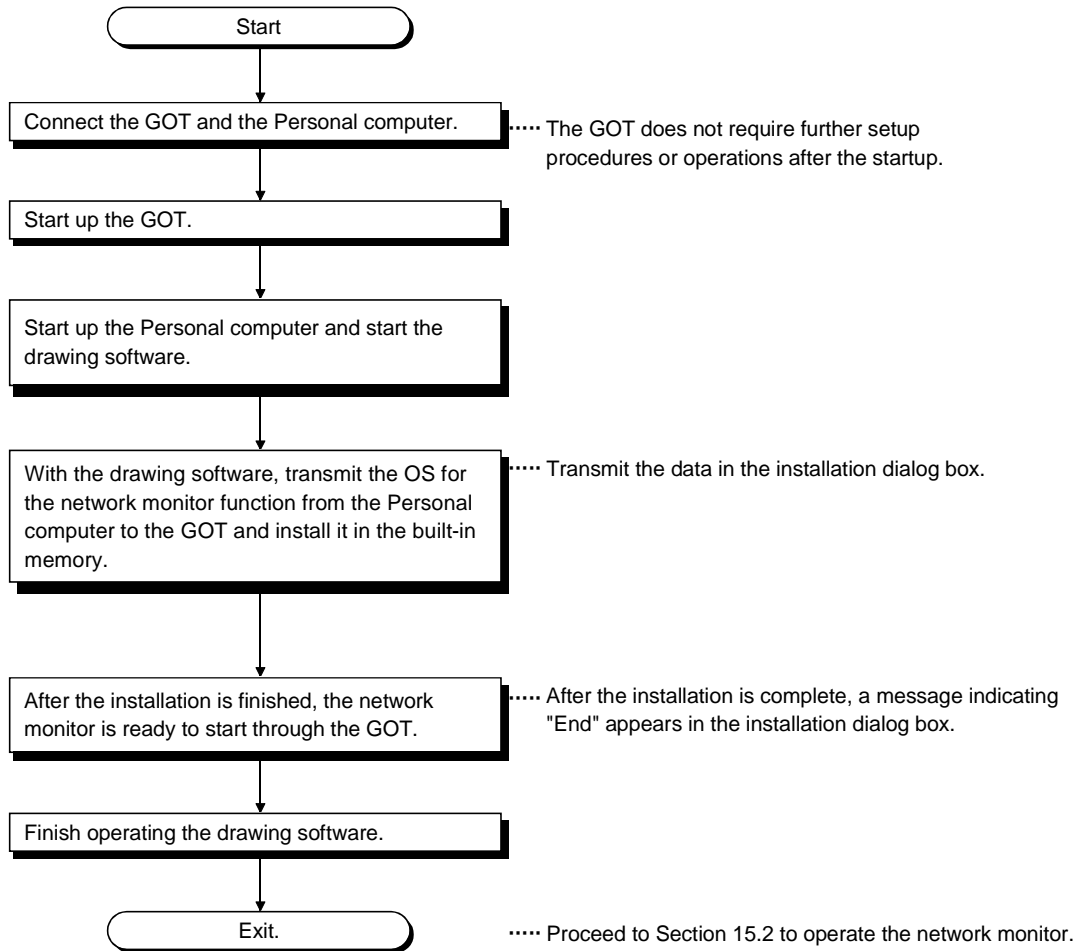 Start
Connect the GOT and the Personal computer.
The GOT does not require further setup
procedures or operations after the startup.
Start up the GOT.
Start up the Personal computer and start the
drawing software.
With the drawing software, transmit the OS for
the network monitor function from the Personal
computer to the GOT and install it in the built-in
memory.
Transmit the data in the installation dialog box.
After the installation is finished, the network
monitor is ready to start through the GOT.
After the installation is complete, a message indicating
"End" appears in the installation dialog box.
Finish operating the drawing software.
Exit.
Proceed to Section 15.2 to operate the network monitor.